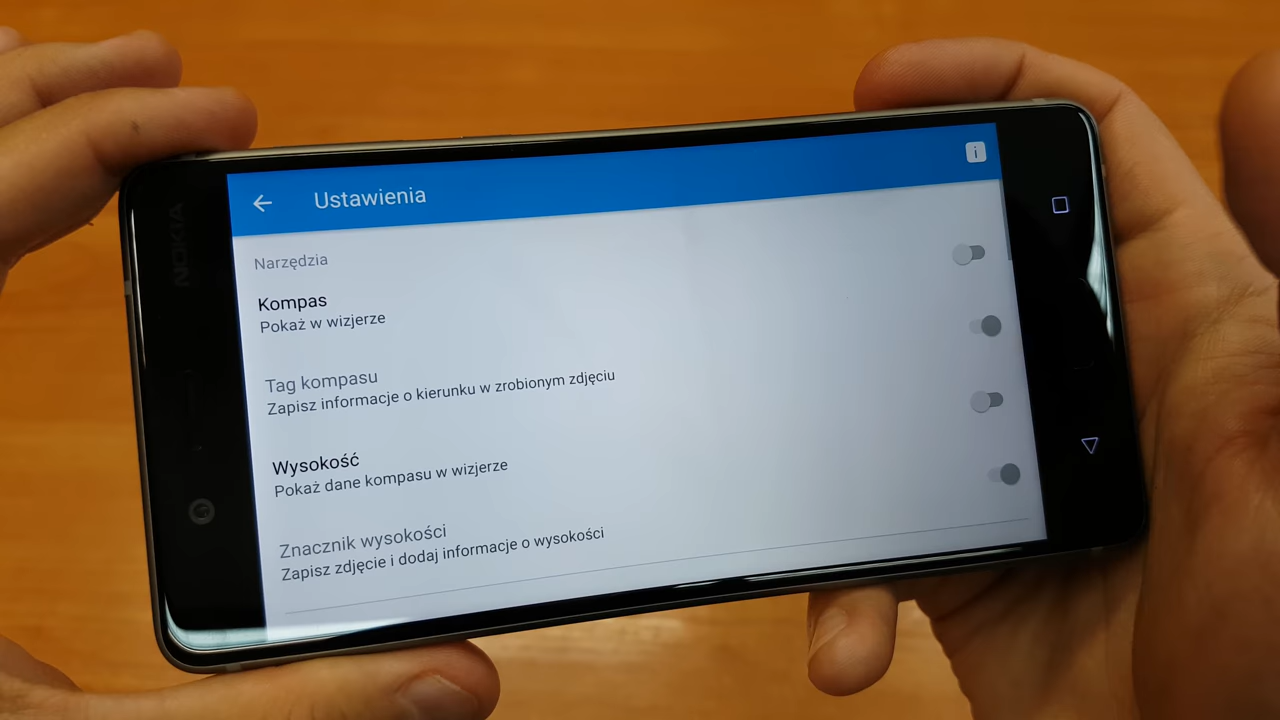 NOKIA
Ustawienia
Narzędzia
Kompas
Pokaż w wizjerze
Tag kompasu
Zapisz informacje o kierunku w zrobionym zdjęciu
Wysokość
Pokaż dane kompasu w wizjerze
Znacznik wysokości
Zapisz zdjęcie i dodaj informacje o wysokości